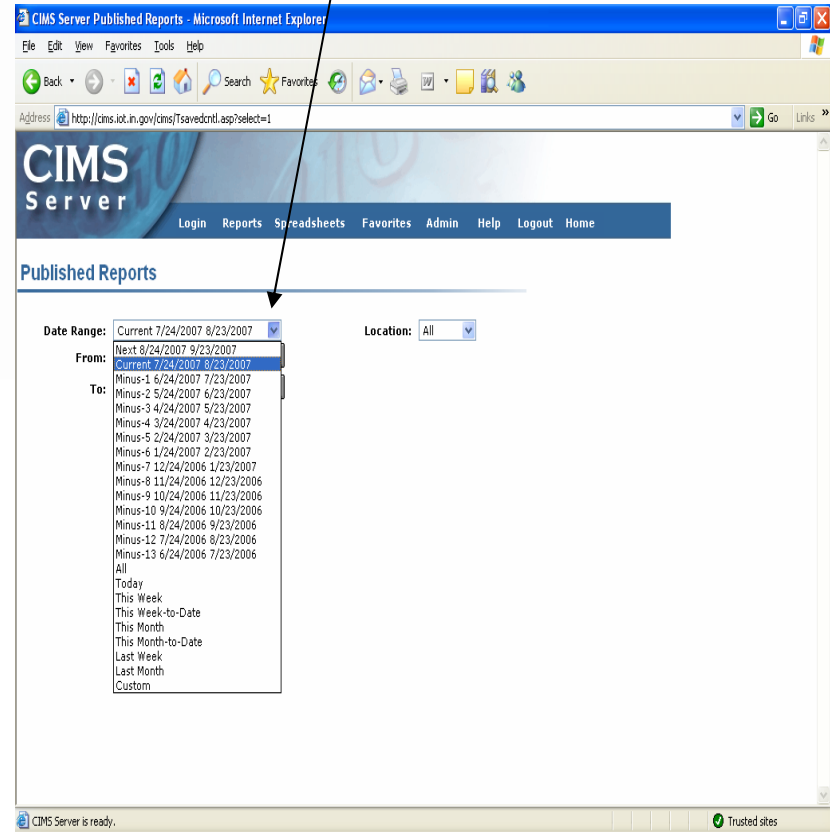 CIMS Server Published Reports - Microsoft Internet Explorer
File Edit View Favorites Tools Help
Back Search Favorites
Address http://cims.iot.in.gov/cims/Tsavedcntl.asp?select=1 Go Links »
CIMS
Server
Login Reports Spreadsheets Favorites Admin Help Logout Home
Published Reports
Date Range: Current 7/24/2007 8/23/2007 Location: All
From:
To:
Next 8/24/2007 9/23/2007
Current 7/24/2007 8/23/2007
Minus-1 6/24/2007 7/23/2007
Minus-2 5/24/2007 6/23/2007
Minus-3 4/24/2007 5/23/2007
Minus-4 3/24/2007 4/23/2007
Minus-5 2/24/2007 3/23/2007
Minus-6 1/24/2007 2/23/2007
Minus-7 12/24/2006 1/23/2007
Minus-8 11/24/2006 12/23/2006
Minus-9 10/24/2006 11/23/2006
Minus-10 9/24/2006 10/23/2006
Minus-11 8/24/2006 9/23/2006
Minus-12 7/24/2006 8/23/2006
Minus-13 6/24/2006 7/23/2006
All
Today
This Week
This Week-to-Date
This Month
This Month-to-Date
Last Week
Last Month
Custom
CIMS Server is ready. Trusted sites